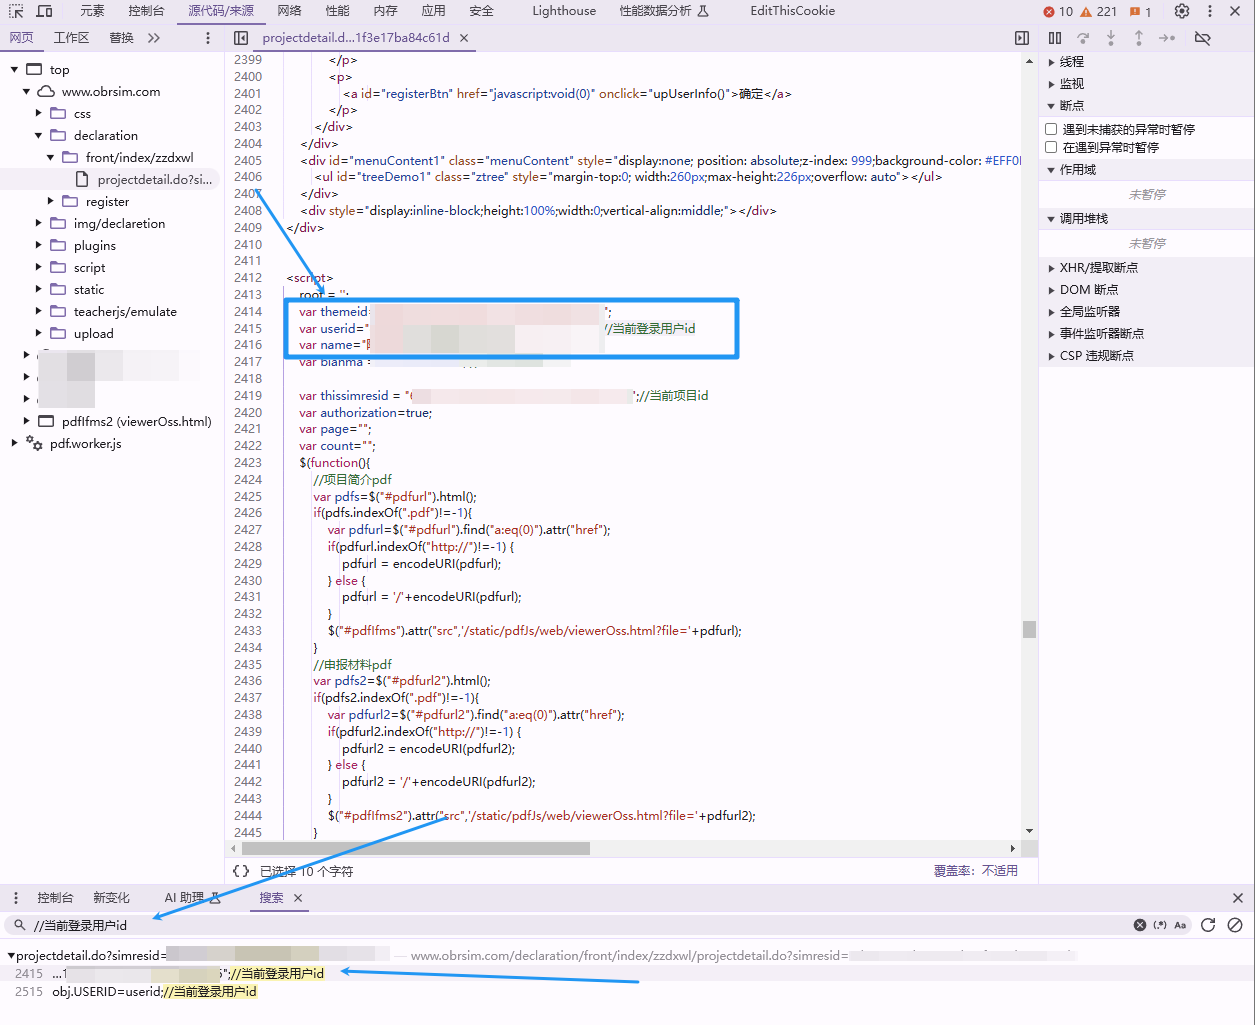 元素 控制台 源代码/来源 网络 性能 内存 应用 安全 Lighthouse 性能数据分析 EditThisCookie 10 221 1
网页 工作区 替换 projectdetail.d...1f3e17ba84c61d
top
www.obrsim.com
css
declaration
front/index/zzdxwl
projectdetail.do?si...
register
img/declaretion
plugins
script
static
teacherjs/emulate
upload
pdfIfms2 (viewerOss.html)
pdf.worker.js
2399 </p>
2400 <p>
2401 <a id="registerBtn" href="javascript:void(0)" onclick="upUserInfo()">确定</a>
2402 </p>
2403 </div>
2404 </div>
2405 <div id="menuContent1" class="menuContent" style="display:none; position: absolute;z-index: 999;background-color: #EFF0
2406 <ul id="treeDemo1" class="ztree" style="margin-top:0; width:260px;max-height:226px;overflow: auto"></ul>
2407 </div>
2408 <div style="display:inline-block;height:100%;width:0;vertical-align:middle;"></div>
2409 </div>
2410
2411
2412 <script>
2413 root = '';
2414 var themeid= ";
2415 var userid=" //当前登录用户id
2416 var name="
2417 var bianma =
2418
2419 var thissimresid = "6 ";//当前项目id
2420 var authorization=true;
2421 var page="";
2422 var count="";
2423 $(function(){
2424 //项目简介pdf
2425 var pdfs=$("#pdfurl").html();
2426 if(pdfs.indexOf(".pdf")!=-1){
2427 var pdfurl=$("#pdfurl").find("a:eq(0)").attr("href");
2428 if(pdfurl.indexOf("http://")!=-1) {
2429 pdfurl = encodeURI(pdfurl);
2430 } else {
2431 pdfurl = '/'+encodeURI(pdfurl);
2432 }
2433 $("#pdfIfms").attr("src",'/static/pdfJs/web/viewerOss.html?file='+pdfurl);
2434 }
2435 //申报材料pdf
2436 var pdfs2=$("#pdfurl2").html();
2437 if(pdfs2.indexOf(".pdf")!=-1){
2438 var pdfurl2=$("#pdfurl2").find("a:eq(0)").attr("href");
2439 if(pdfurl2.indexOf("http://")!=-1) {
2440 pdfurl2 = encodeURI(pdfurl2);
2441 } else {
2442 pdfurl2 = '/'+encodeURI(pdfurl2);
2443 }
2444 $("#pdfIfms2").attr("src",'/static/pdfJs/web/viewerOss.html?file='+pdfurl2);
2445 }
{} 已选择 10 个字符 覆盖率：不适用
线程
监视
断点
遇到未捕获的异常时暂停
在遇到异常时暂停
作用域
未暂停
调用堆栈
未暂停
XHR/提取断点
DOM 断点
全局监听器
事件监听器断点
CSP 违规断点
控制台 新变化 AI 助理 搜索
//当前登录用户id (.*) Aa
projectdetail.do?simresid= — www.obrsim.com/declaration/front/index/zzdxwl/projectdetail.do?simresid=
2415 ...1 5";//当前登录用户id
2515 obj.USERID=userid;//当前登录用户id